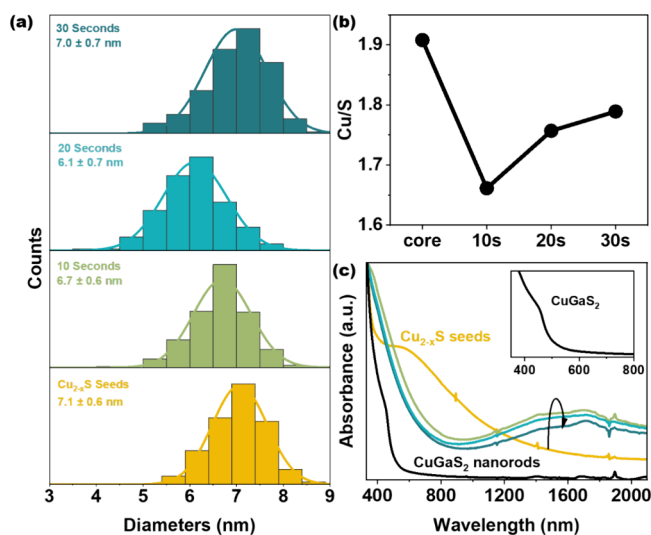 (a)
30 Seconds
7.0 ± 0.7 nm
20 Seconds
6.1 ± 0.7 nm
10 Seconds
6.7 ± 0.6 nm
Cu2-xS Seeds
7.1 ± 0.6 nm
Counts
3 4 5 6 7 8 9
Diameters (nm)
(b)
1.9
1.8
1.7
1.6
Cu/S
core 10s 20s 30s
(c)
CuGaS2
400 600 800
Cu2-xS seeds
CuGaS2 nanorods
Absorbance (a.u.)
400 800 1200 1600 2000
Wavelength (nm)